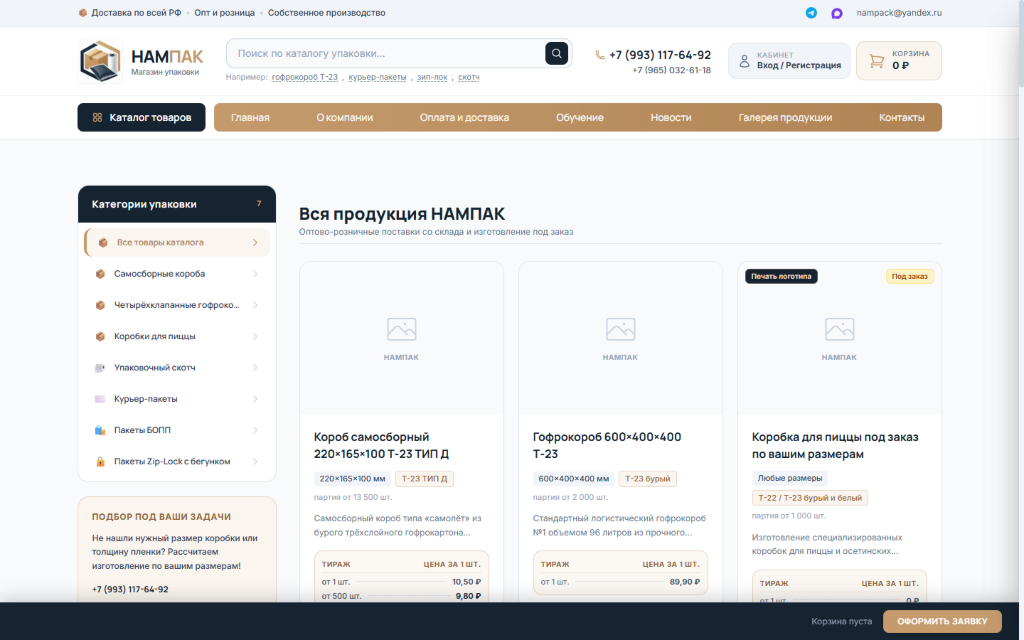 Доставка по всей РФ • Опт и розница • Собственное производство
nampack@yandex.ru
НАМПАК
Магазин упаковки
Поиск по каталогу упаковки...
Например: гофрокороб Т-23 , курьер-пакеты , зип-лок , скотч
+7 (993) 117-64-92
+7 (965) 032-61-18
КАБИНЕТ
Вход / Регистрация
КОРЗИНА
0 ₽
Каталог товаров
Главная О компании Оплата и доставка Обучение Новости Галерея продукции Контакты
Категории упаковки 7
Все товары каталога
Самосборные короба
Четырёхклапанные гофроко...
Коробки для пиццы
Упаковочный скотч
Курьер-пакеты
Пакеты БОПП
Пакеты Zip-Lock с бегунком
ПОДБОР ПОД ВАШИ ЗАДАЧИ
Не нашли нужный размер коробки или
толщину пленки? Рассчитаем
изготовление по вашим размерам!
+7 (993) 117-64-92
Вся продукция НАМПАК
Оптово-розничные поставки со склада и изготовление под заказ
НАМПАК
Короб самосборный
220×165×100 Т-23 ТИП Д
220×165×100 мм Т-23 ТИП Д
партия от 13 500 шт.
Самосборный короб типа «самолёт» из
бурого трёхслойного гофрокартона...
ТИРАЖ ЦЕНА ЗА 1 ШТ.
от 1 шт. 10,50 ₽
от 500 шт. 9,80 ₽
НАМПАК
Гофрокороб 600×400×400
Т-23
600×400×400 мм Т-23 бурый
партия от 2 000 шт.
Стандартный логистический гофрокороб
№1 объемом 96 литров из прочного...
ТИРАЖ ЦЕНА ЗА 1 ШТ.
от 1 шт. 89,90 ₽
Печать логотипа Под заказ
НАМПАК
Коробка для пиццы под заказ
по вашим размерам
Любые размеры
Т-22 / Т-23 бурый и белый
партия от 1 000 шт.
Изготовление специализированных
коробок для пиццы и осетинских...
ТИРАЖ ЦЕНА ЗА 1 ШТ.
от 1 шт. 0 ₽
Корзина пуста
ОФОРМИТЬ ЗАЯВКУ